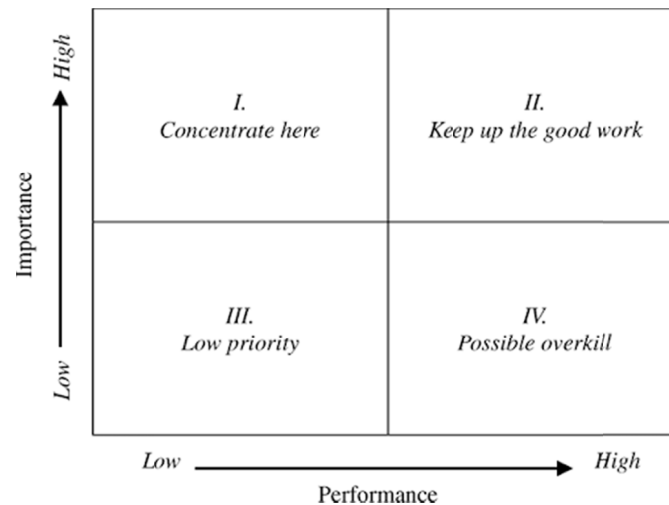 High
I.
Concentrate here
II.
Keep up the good work
Importance
III.
Low priority
IV.
Possible overkill
Low
Low
High
Performance